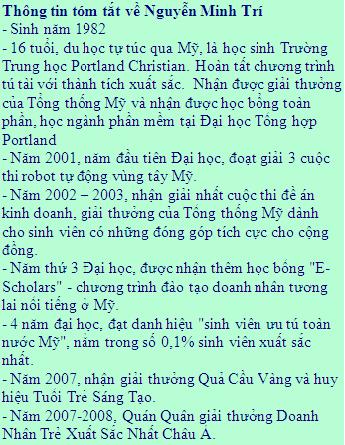 Thông tin tóm tắt về Nguyễn Minh Trí
- Sinh năm 1982
- 16 tuổi, du học tự túc qua Mỹ, là học sinh Trường
Trung học Portland Christian. Hoàn tất chương trình
tú tài với thành tích xuất sắc. Nhận được giải thưởng
của Tổng thống Mỹ và nhận được học bổng toàn
phần, học ngành phần mềm tại Đại học Tổng hợp
Portland
- Năm 2001, năm đầu tiên Đại học, đoạt giải 3 cuộc
thi robot tự động vùng tây Mỹ.
- Năm 2002 – 2003, nhận giải nhất cuộc thi đề án
kinh doanh, giải thưởng của Tổng thống Mỹ dành
cho sinh viên có những đóng góp tích cực cho cộng
đồng.
- Năm thứ 3 Đại học, được nhận thêm học bổng "E-
Scholars" - chương trình đào tạo doanh nhân tương
lai nổi tiếng ở Mỹ.
- 4 năm đại học, đạt danh hiệu "sinh viên ưu tú toàn
nước Mỹ", nằm trong số 0,1% sinh viên xuất sắc
nhất.
- Năm 2007, nhận giải thưởng Quả Cầu Vàng và huy
hiệu Tuổi Trẻ Sáng Tạo.
- Năm 2007-2008, Quán Quân giải thưởng Doanh
Nhân Trẻ Xuất Sắc Nhất Châu Á.